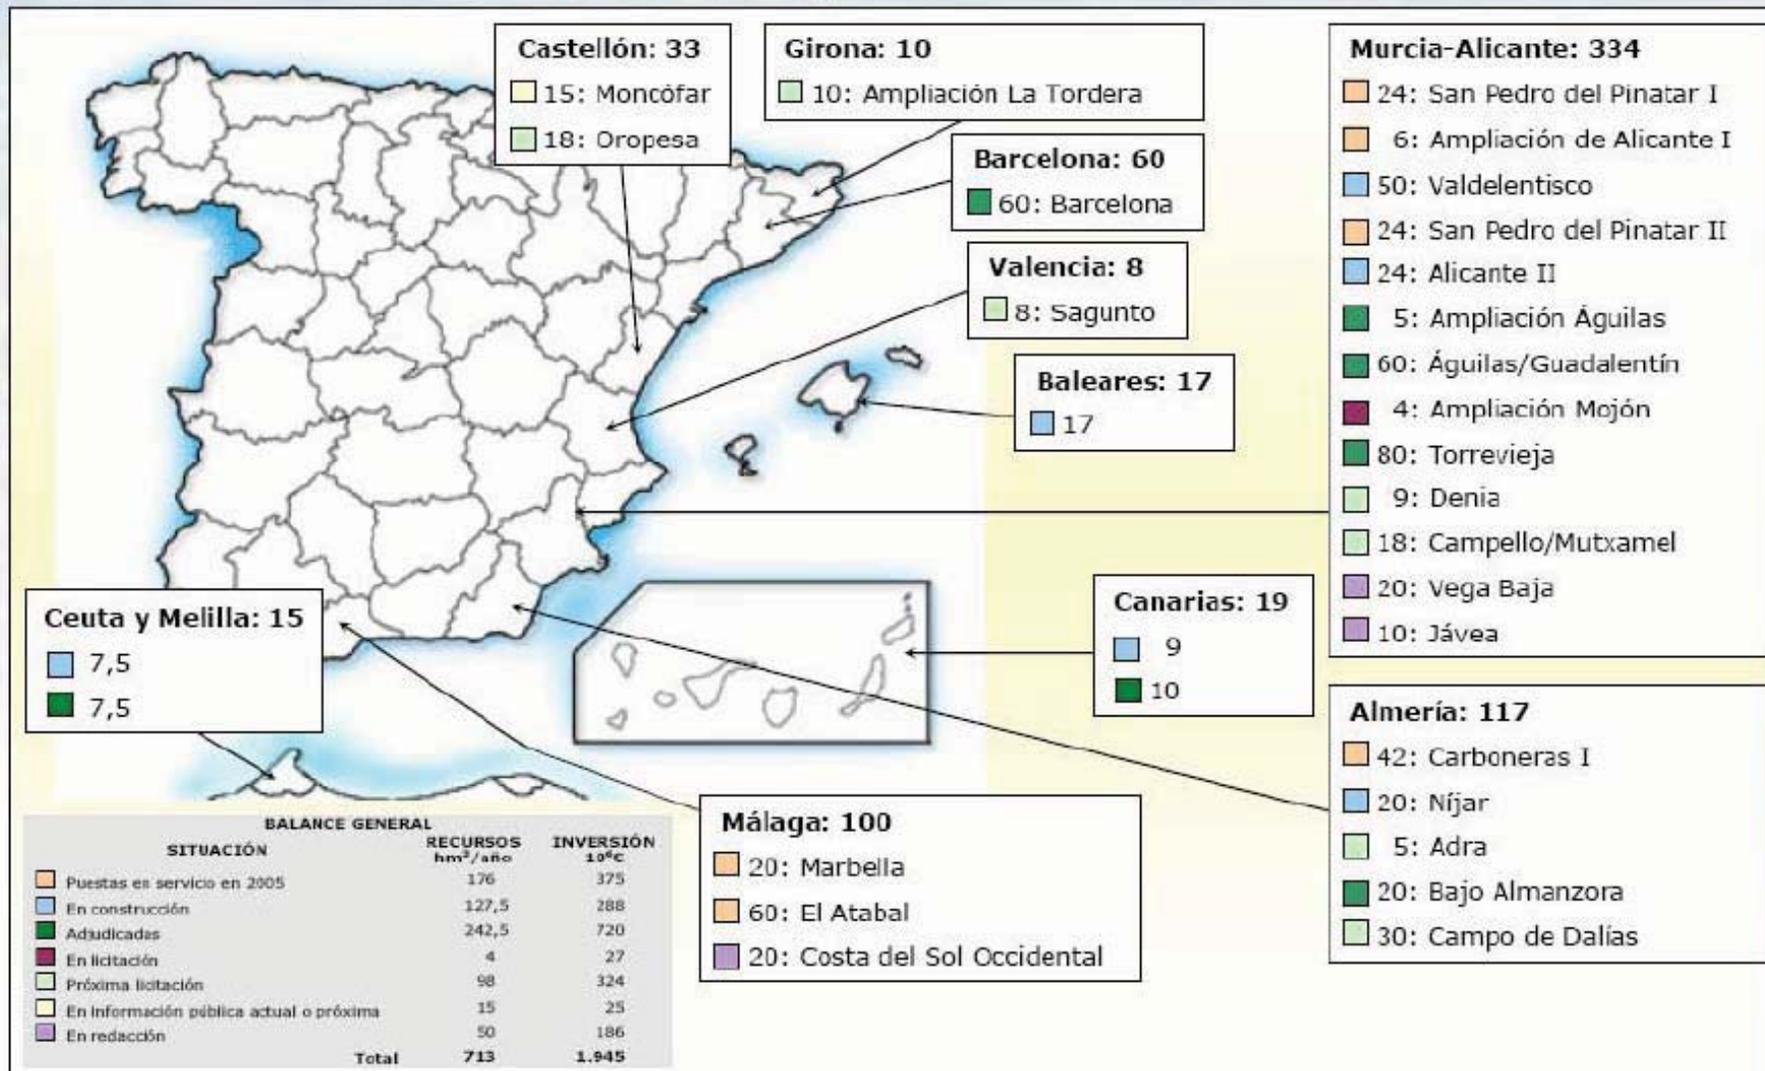 Castellón: 33
15: Moncófar
18: Oropesa
Girona: 10
10: Ampliación La Tordera
Barcelona: 60
60: Barcelona
Valencia: 8
8: Sagunto
Baleares: 17
17
Murcia-Alicante: 334
24: San Pedro del Pinatar I
6: Ampliación de Alicante I
50: Valdelentisco
24: San Pedro del Pinatar II
24: Alicante II
5: Ampliación Águilas
60: Águilas/Guadalentín
4: Ampliación Mojón
80: Torrevieja
9: Denia
18: Campello/Mutxamel
20: Vega Baja
10: Jávea
Ceuta y Melilla: 15
7,5
7,5
Canarias: 19
9
10
Almería: 117
42: Carboneras I
20: Níjar
5: Adra
20: Bajo Almanzora
30: Campo de Dalías
Málaga: 100
20: Marbella
60: El Atabal
20: Costa del Sol Occidental
BALANCE GENERAL
SITUACIÓN RECURSOS hm³/año INVERSIÓN 10⁶€
Puestas en servicio en 2005 176 375
En construcción 127,5 288
Adjudicadas 242,5 720
En licitación 4 27
Próxima licitación 98 324
En información pública actual o próxima 15 25
En redacción 50 186
Total 713 1.945